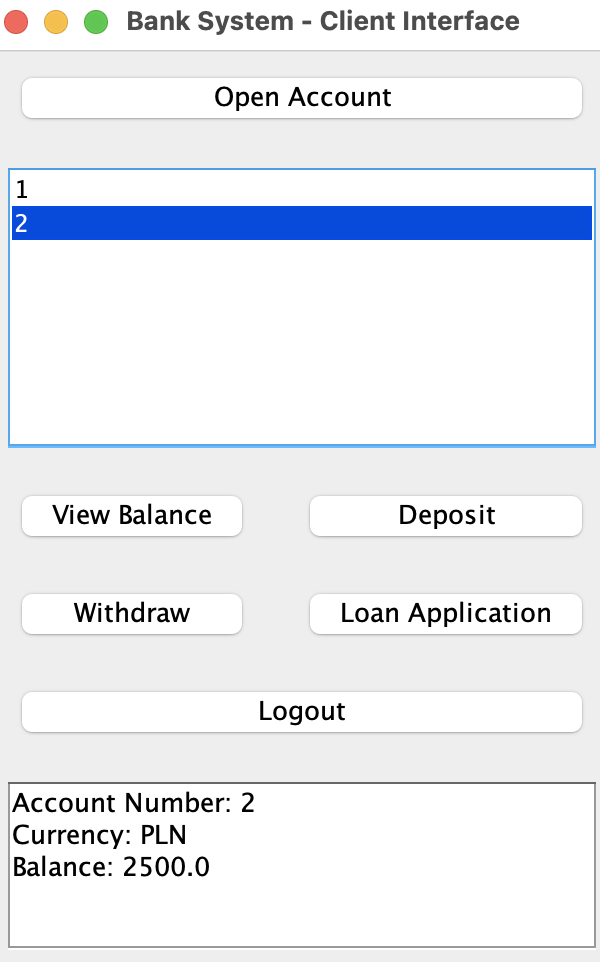 Bank System - Client Interface
Open Account
1
2
View Balance
Deposit
Withdraw
Loan Application
Logout
Account Number: 2
Currency: PLN
Balance: 2500.0